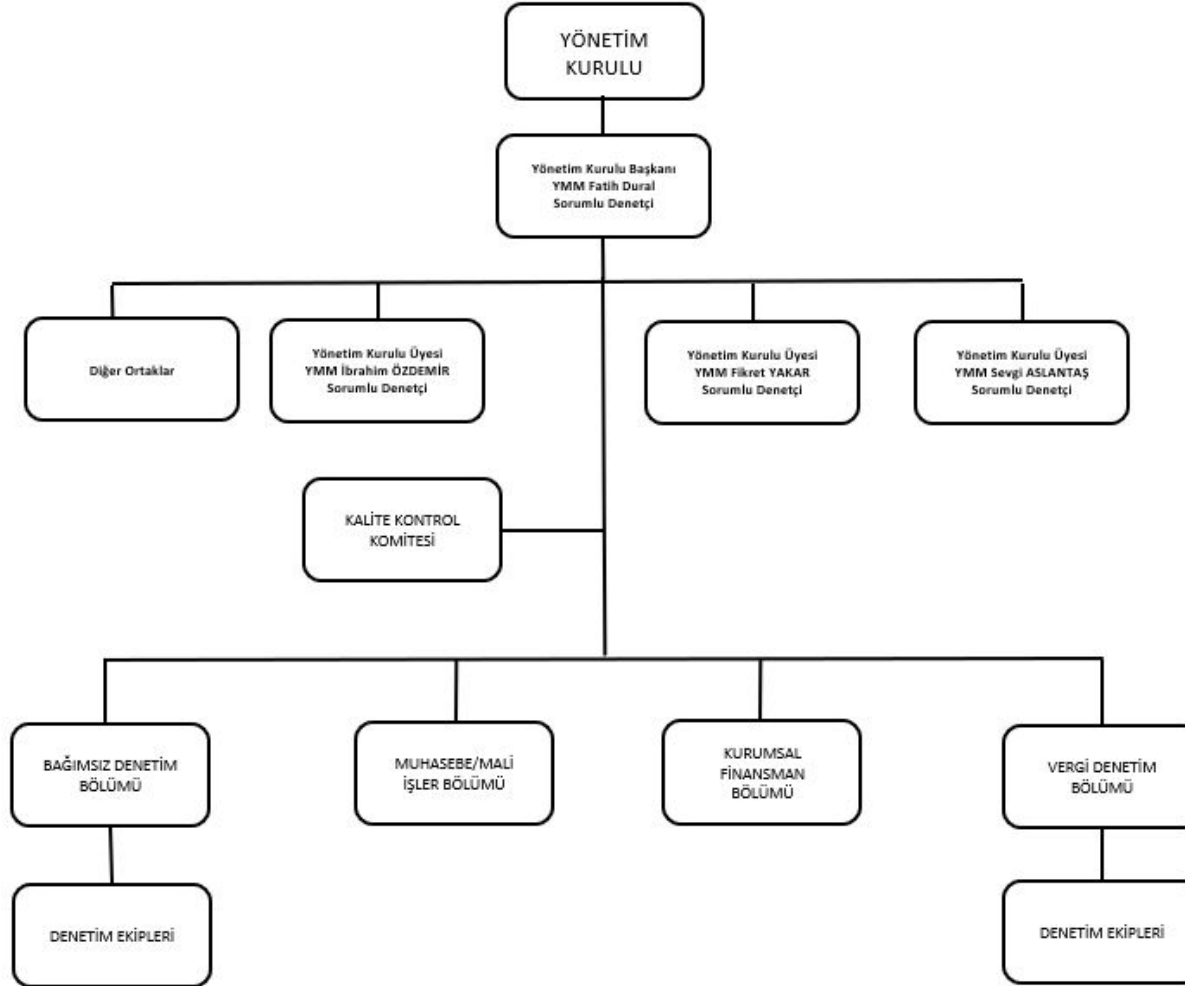 YÖNETİM
KURULU
Yönetim Kurulu Başkanı
YMM Fatih Dural
Sorumlu Denetçi
Diğer Ortaklar
Yönetim Kurulu Üyesi
YMM İbrahim ÖZDEMİR
Sorumlu Denetçi
Yönetim Kurulu Üyesi
YMM Fikret YAKAR
Sorumlu Denetçi
Yönetim Kurulu Üyesi
YMM Sevgi ASLANTAŞ
Sorumlu Denetçi
KALİTE KONTROL
KOMİTESİ
BAĞIMSIZ DENETİM
BÖLÜMÜ
MUHASEBE/MALİ
İŞLER BÖLÜMÜ
KURUMSAL
FİNANSMAN
BÖLÜMÜ
VERGİ DENETİM
BÖLÜMÜ
DENETİM EKİPLERİ
DENETİM EKİPLERİ